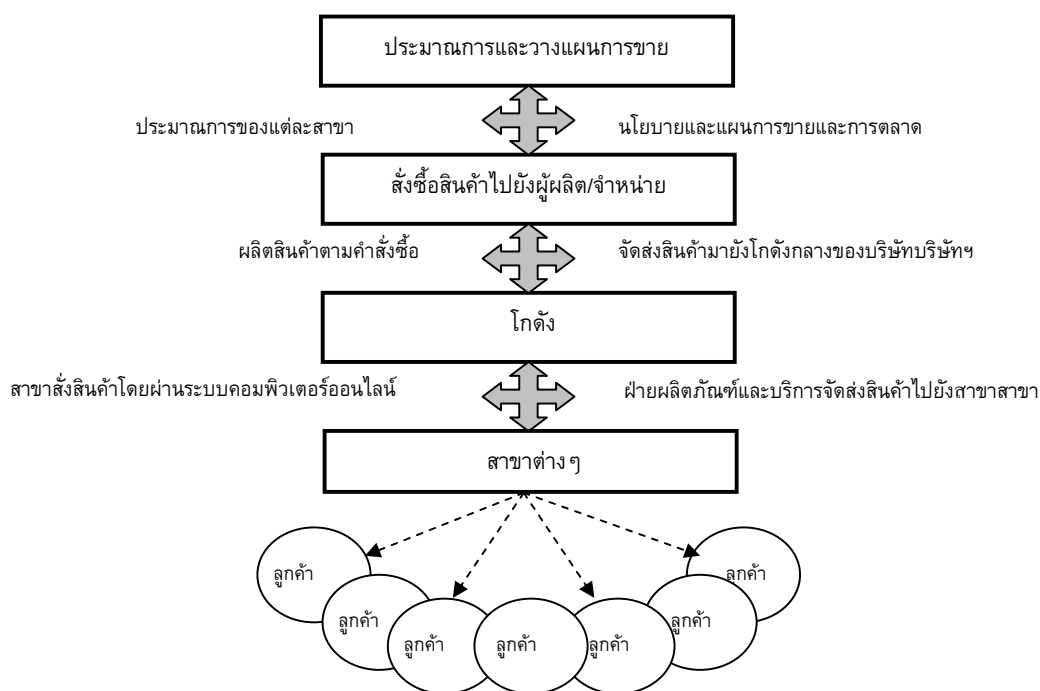 ประมาณการและวางแผนการขาย
ประมาณการของแต่ละสาขา
นโยบายและแผนการขายและการตลาด
สั่งซื้อสินค้าไปยังผู้ผลิต/จำหน่าย
ผลิตสินค้าตามคำสั่งซื้อ
จัดส่งสินค้ามายังโกดังกลางของบริษัทบริษัทฯ
โกดัง
สาขาสั่งสินค้าโดยผ่านระบบคอมพิวเตอร์ออนไลน์
ฝ่ายผลิตภัณฑ์และบริการจัดส่งสินค้าไปยังสาขาสาขา
สาขาต่าง ๆ
ลูกค้า
ลูกค้า
ลูกค้า
ลูกค้า
ลูกค้า
ลูกค้า
ลูกค้า